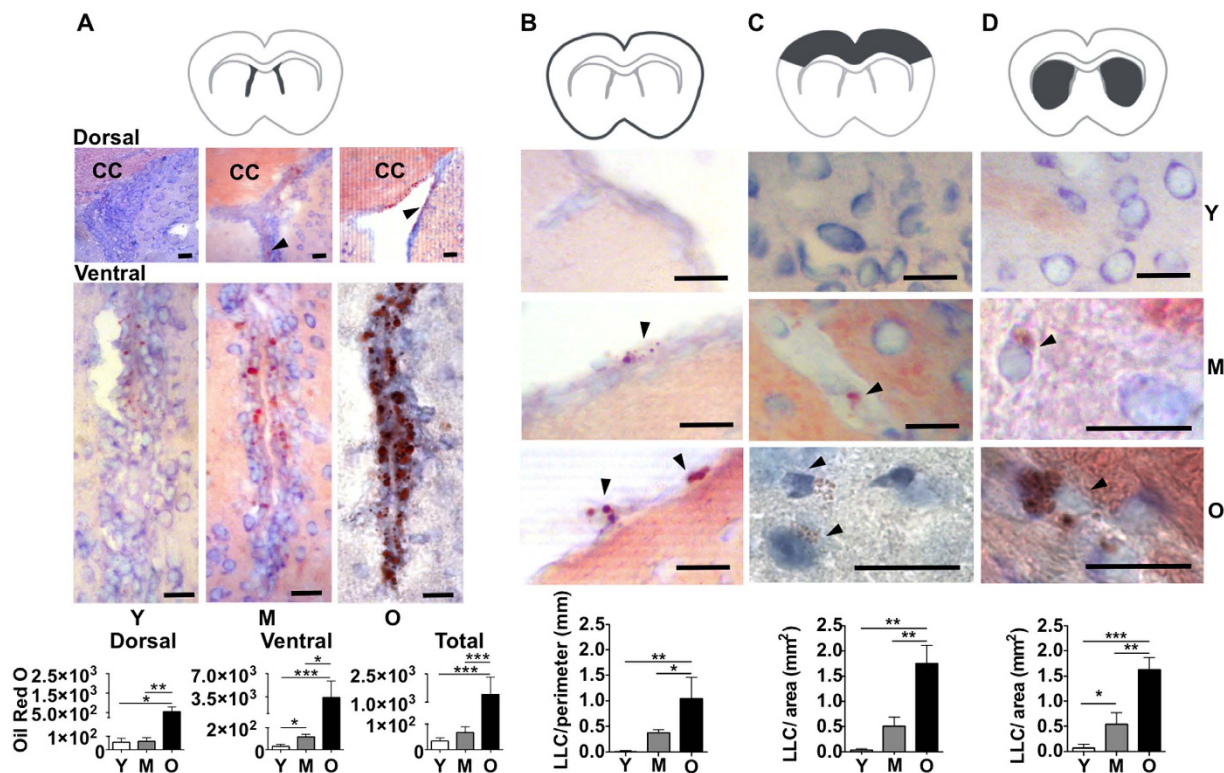 A
B
C
D
Dorsal
CC
CC
CC
Y
Ventral
M
O
Y
M
O
Dorsal
Ventral
Total
Oil Red O
2.5×10³
1.5×10³
5.0×10²
1×10²
0
* **
Y M O
7.0×10³
3.5×10³
2×10²
0
* *** *
Y M O
2.5×10³
1.0×10³
1×10²
0
*** ***
Y M O
LLC/perimeter (mm)
2.5
2.0
1.5
1.0
0.5
0.0
**
*
Y M O
LLC/ area (mm²)
2.5
2.0
1.5
1.0
0.5
0.0
**
**
Y M O
LLC/ area (mm²)
2.5
2.0
1.5
1.0
0.5
0.0
***
**
*
Y M O